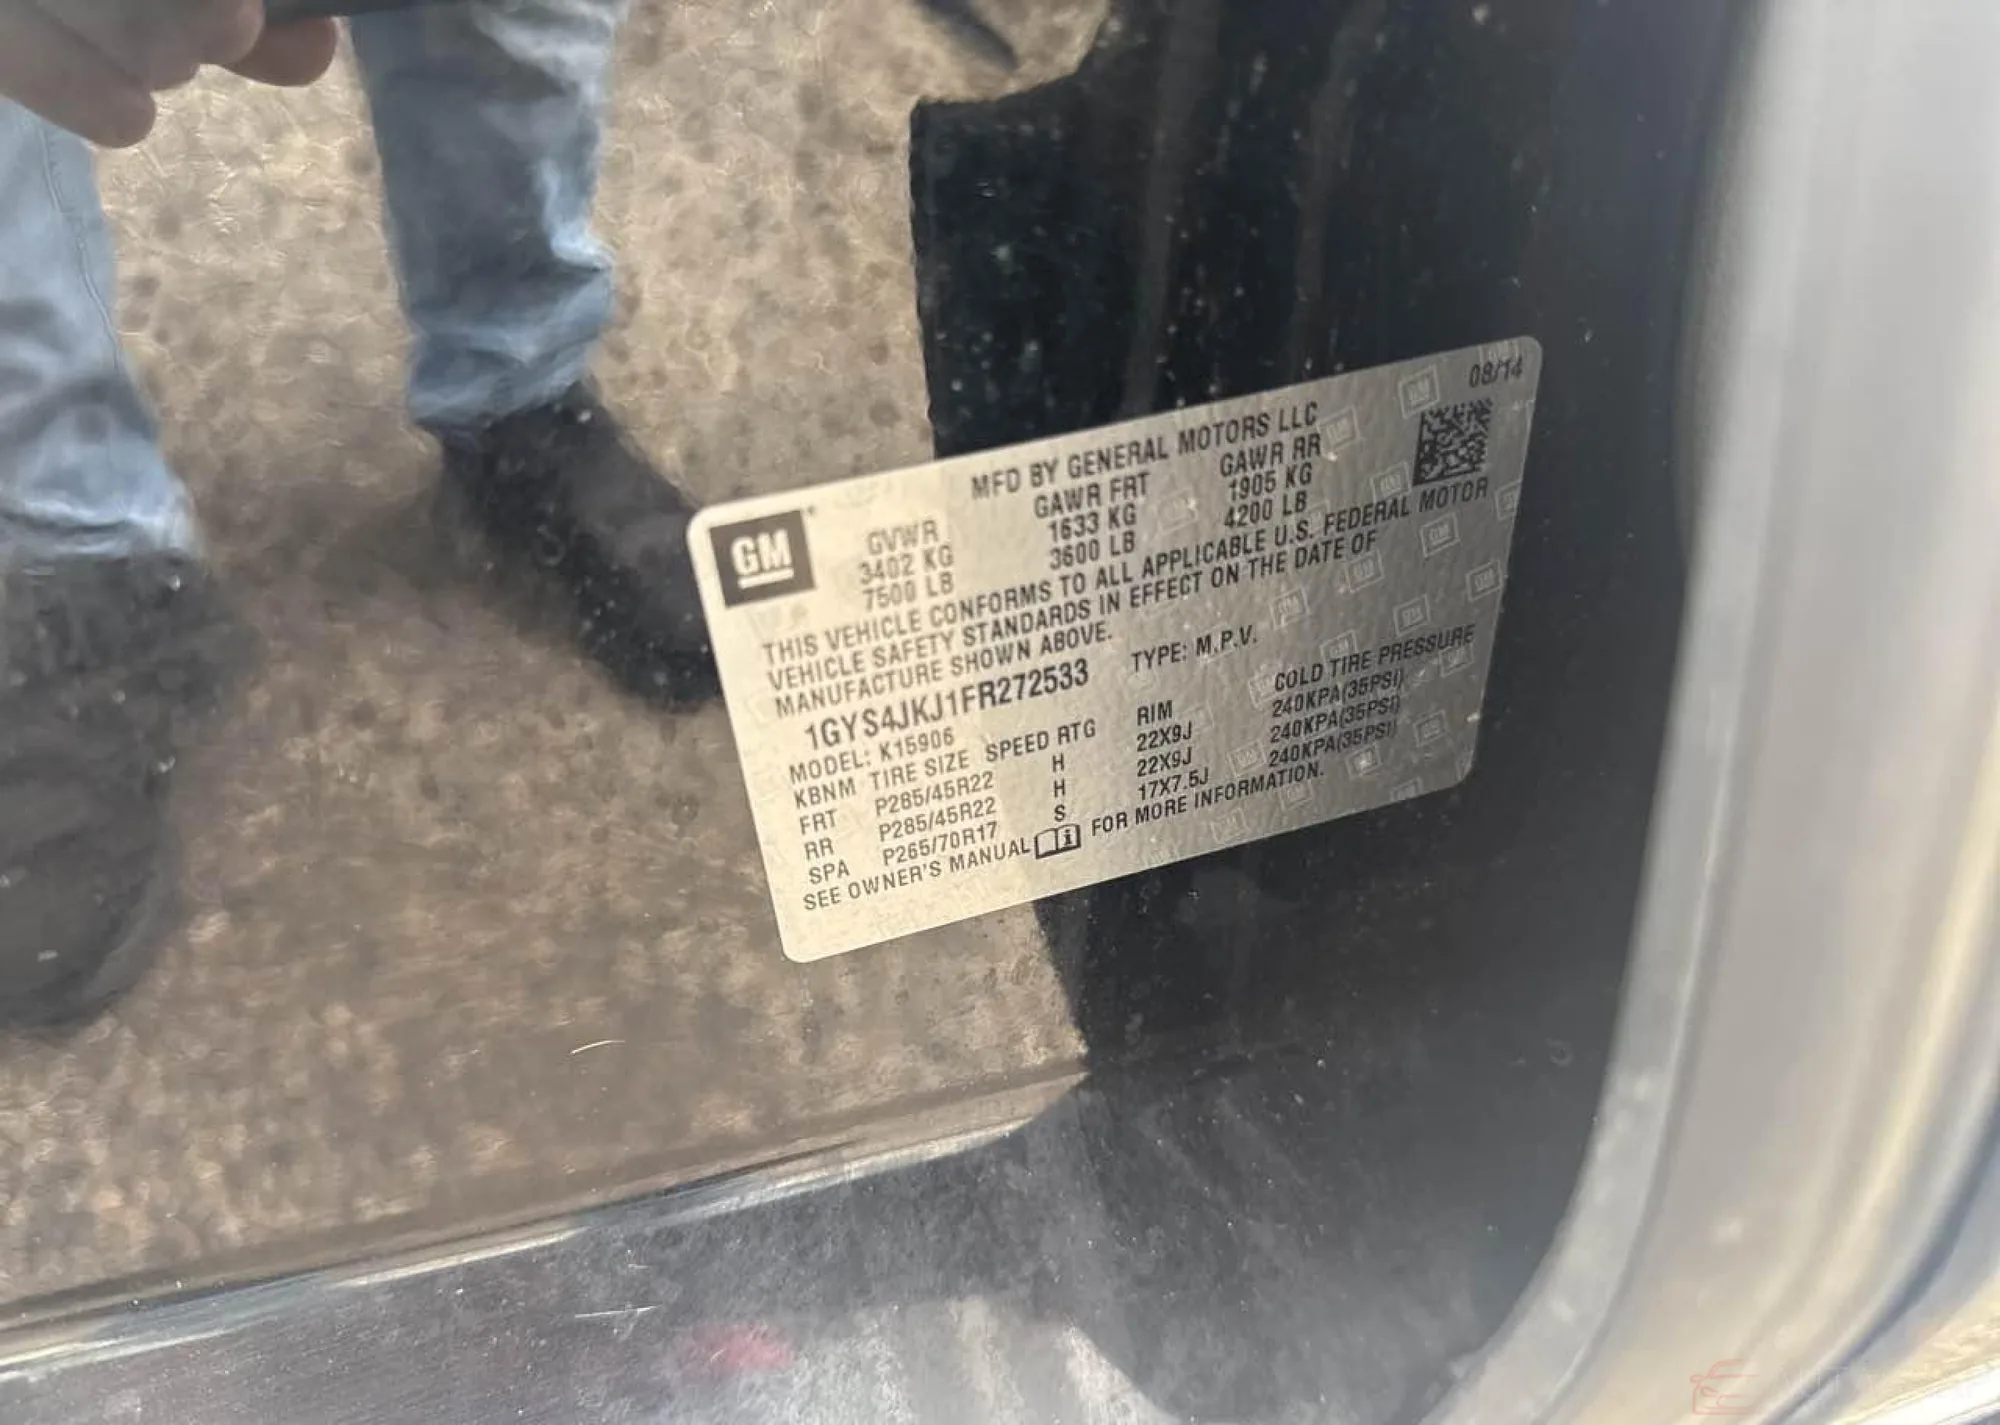 08/14
MFD BY GENERAL MOTORS LLC
GM
GVWR GAWR FRT GAWR RR
3402 KG 1633 KG 1905 KG
7500 LB 3600 LB 4200 LB
THIS VEHICLE CONFORMS TO ALL APPLICABLE U.S. FEDERAL MOTOR
VEHICLE SAFETY STANDARDS IN EFFECT ON THE DATE OF
MANUFACTURE SHOWN ABOVE.
1GYS4JKJ1FR272533 TYPE: M.P.V.
MODEL: K15906
KBNM TIRE SIZE SPEED RTG RIM COLD TIRE PRESSURE
FRT P285/45R22 H 22X9J 240KPA(35PSI)
RR P285/45R22 H 22X9J 240KPA(35PSI)
SPA P265/70R17 S 17X7.5J 240KPA(35PSI)
SEE OWNER'S MANUAL FOR MORE INFORMATION.